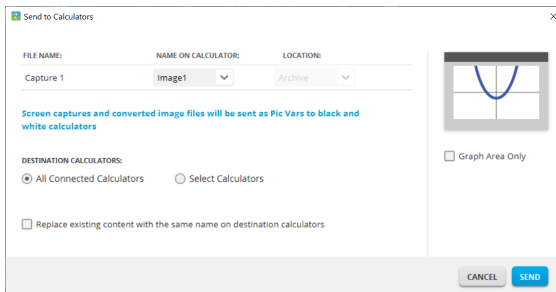 Send to Calculators
FILE NAME: NAME ON CALCULATOR: LOCATION:
Capture 1 Image1 Archive
Screen captures and converted image files will be sent as Pic Vars to black and
white calculators
Graph Area Only
DESTINATION CALCULATORS:
All Connected Calculators Select Calculators
Replace existing content with the same name on destination calculators
CANCEL SEND